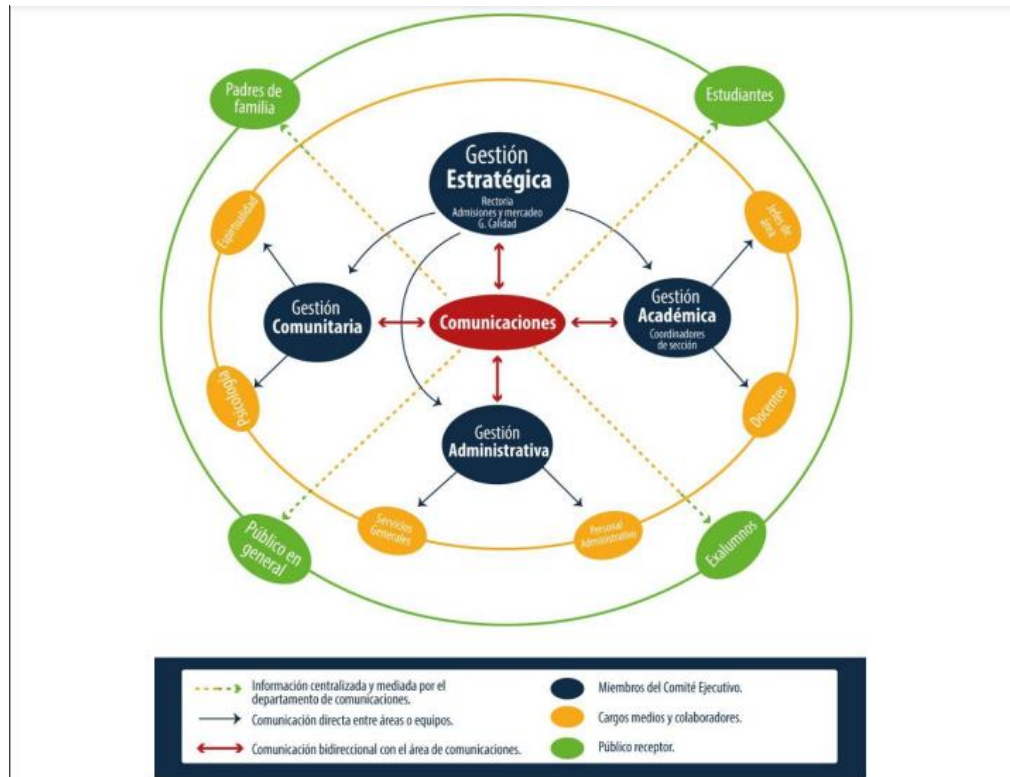 Padres de
familia
Estudiantes
Gestión
Estratégica
Rectoria
Admisiones y mercadeo
G. Calidad
Espiritualidad
Jefes de
área
Gestión
Comunitaria
Comunicaciones
Gestión
Académica
Coordinadores
de sección
Psicología
Docentes
Gestión
Administrativa
Servicios
Generales
Personal
Administrativo
Público en
general
Exalumnos
Información centralizada y mediada por el
departamento de comunicaciones.
Comunicación directa entre áreas o equipos.
Comunicación bidireccional con el área de comunicaciones.
Miembros del Comité Ejecutivo.
Cargos medios y colaboradores.
Público receptor.